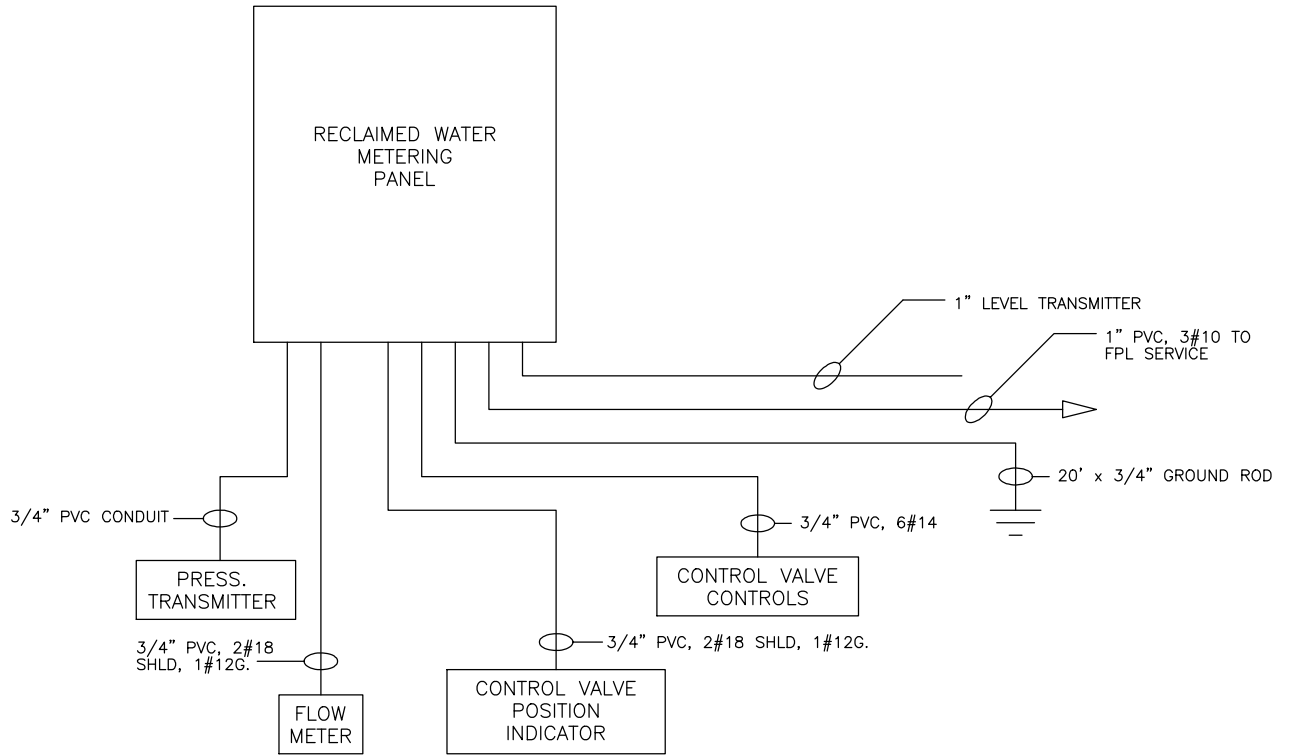 RECLAIMED WATER
METERING
PANEL
1" LEVEL TRANSMITTER
1" PVC, 3#10 TO
FPL SERVICE
20' x 3/4" GROUND ROD
3/4" PVC CONDUIT
3/4" PVC, 6#14
PRESS.
TRANSMITTER
CONTROL VALVE
CONTROLS
3/4" PVC, 2#18
SHLD, 1#12G.
3/4" PVC, 2#18 SHLD, 1#12G.
FLOW
METER
CONTROL VALVE
POSITION
INDICATOR